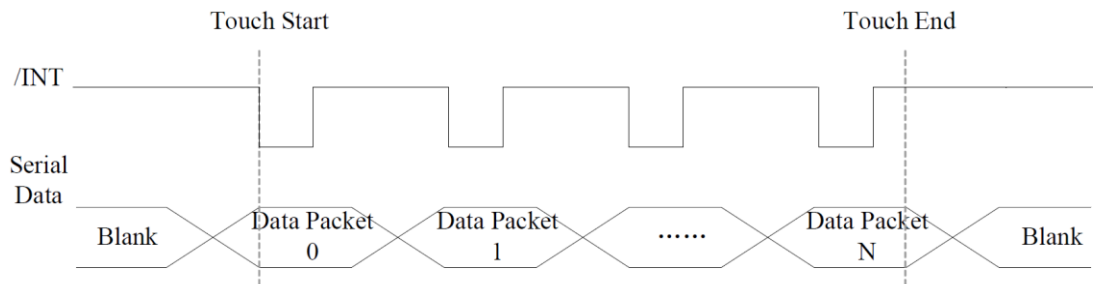 Touch Start
Touch End
/INT
Serial
Data
Blank
Data Packet
0
Data Packet
1
……
Data Packet
N
Blank